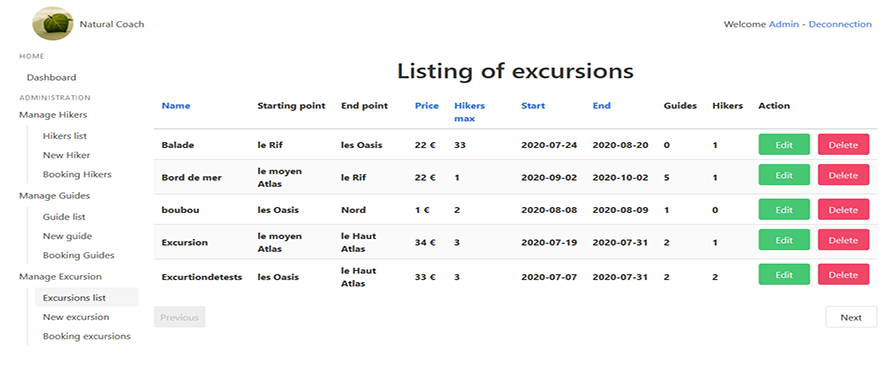 Natural Coach
Welcome Admin - Deconnection
HOME
Dashboard
ADMINISTRATION
Manage Hikers
Hikers list
New Hiker
Booking Hikers
Manage Guides
Guide list
New guide
Booking Guides
Manage Excursion
Excursions list
New excursion
Booking excursions
Listing of excursions
Name Starting point End point Price Hikers max Start End Guides Hikers Action
Balade le Rif les Oasis 22 € 33 2020-07-24 2020-08-20 0 1 Edit Delete
Bord de mer le moyen Atlas le Rif 22 € 1 2020-09-02 2020-10-02 5 1 Edit Delete
boubou les Oasis Nord 1 € 2 2020-08-08 2020-08-09 1 0 Edit Delete
Excursion le moyen Atlas le Haut Atlas 34 € 3 2020-07-19 2020-07-31 2 1 Edit Delete
Excurtiondetests les Oasis le Haut Atlas 33 € 3 2020-07-07 2020-07-31 2 2 Edit Delete
Previous
Next